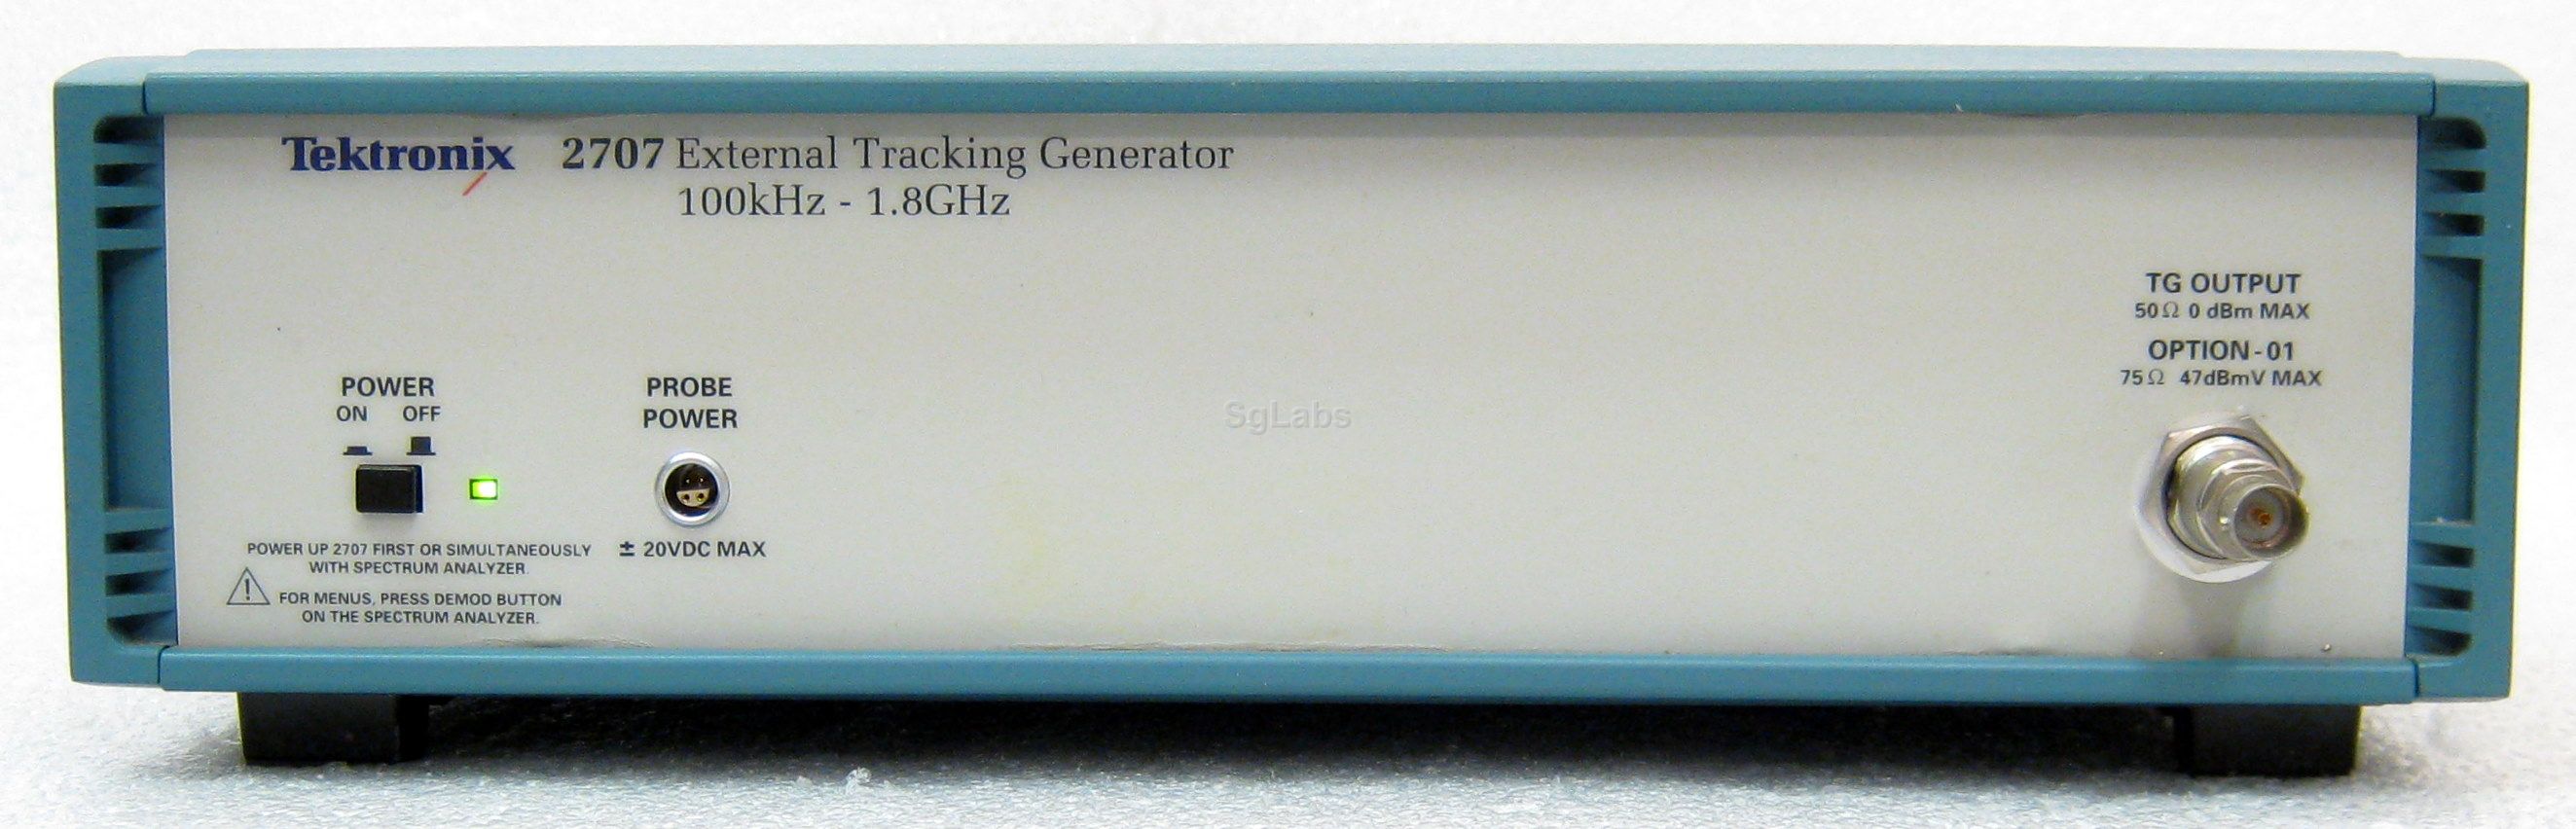 Tektronix 2707 External Tracking Generator
100kHz - 1.8GHz
TG OUTPUT
50Ω 0 dBm MAX
OPTION-01
75Ω 47dBmV MAX
POWER
ON OFF
PROBE
POWER
± 20VDC MAX
POWER UP 2707 FIRST OR SIMULTANEOUSLY
WITH SPECTRUM ANALYZER.
FOR MENUS, PRESS DEMOD BUTTON
ON THE SPECTRUM ANALYZER.
SgLabs